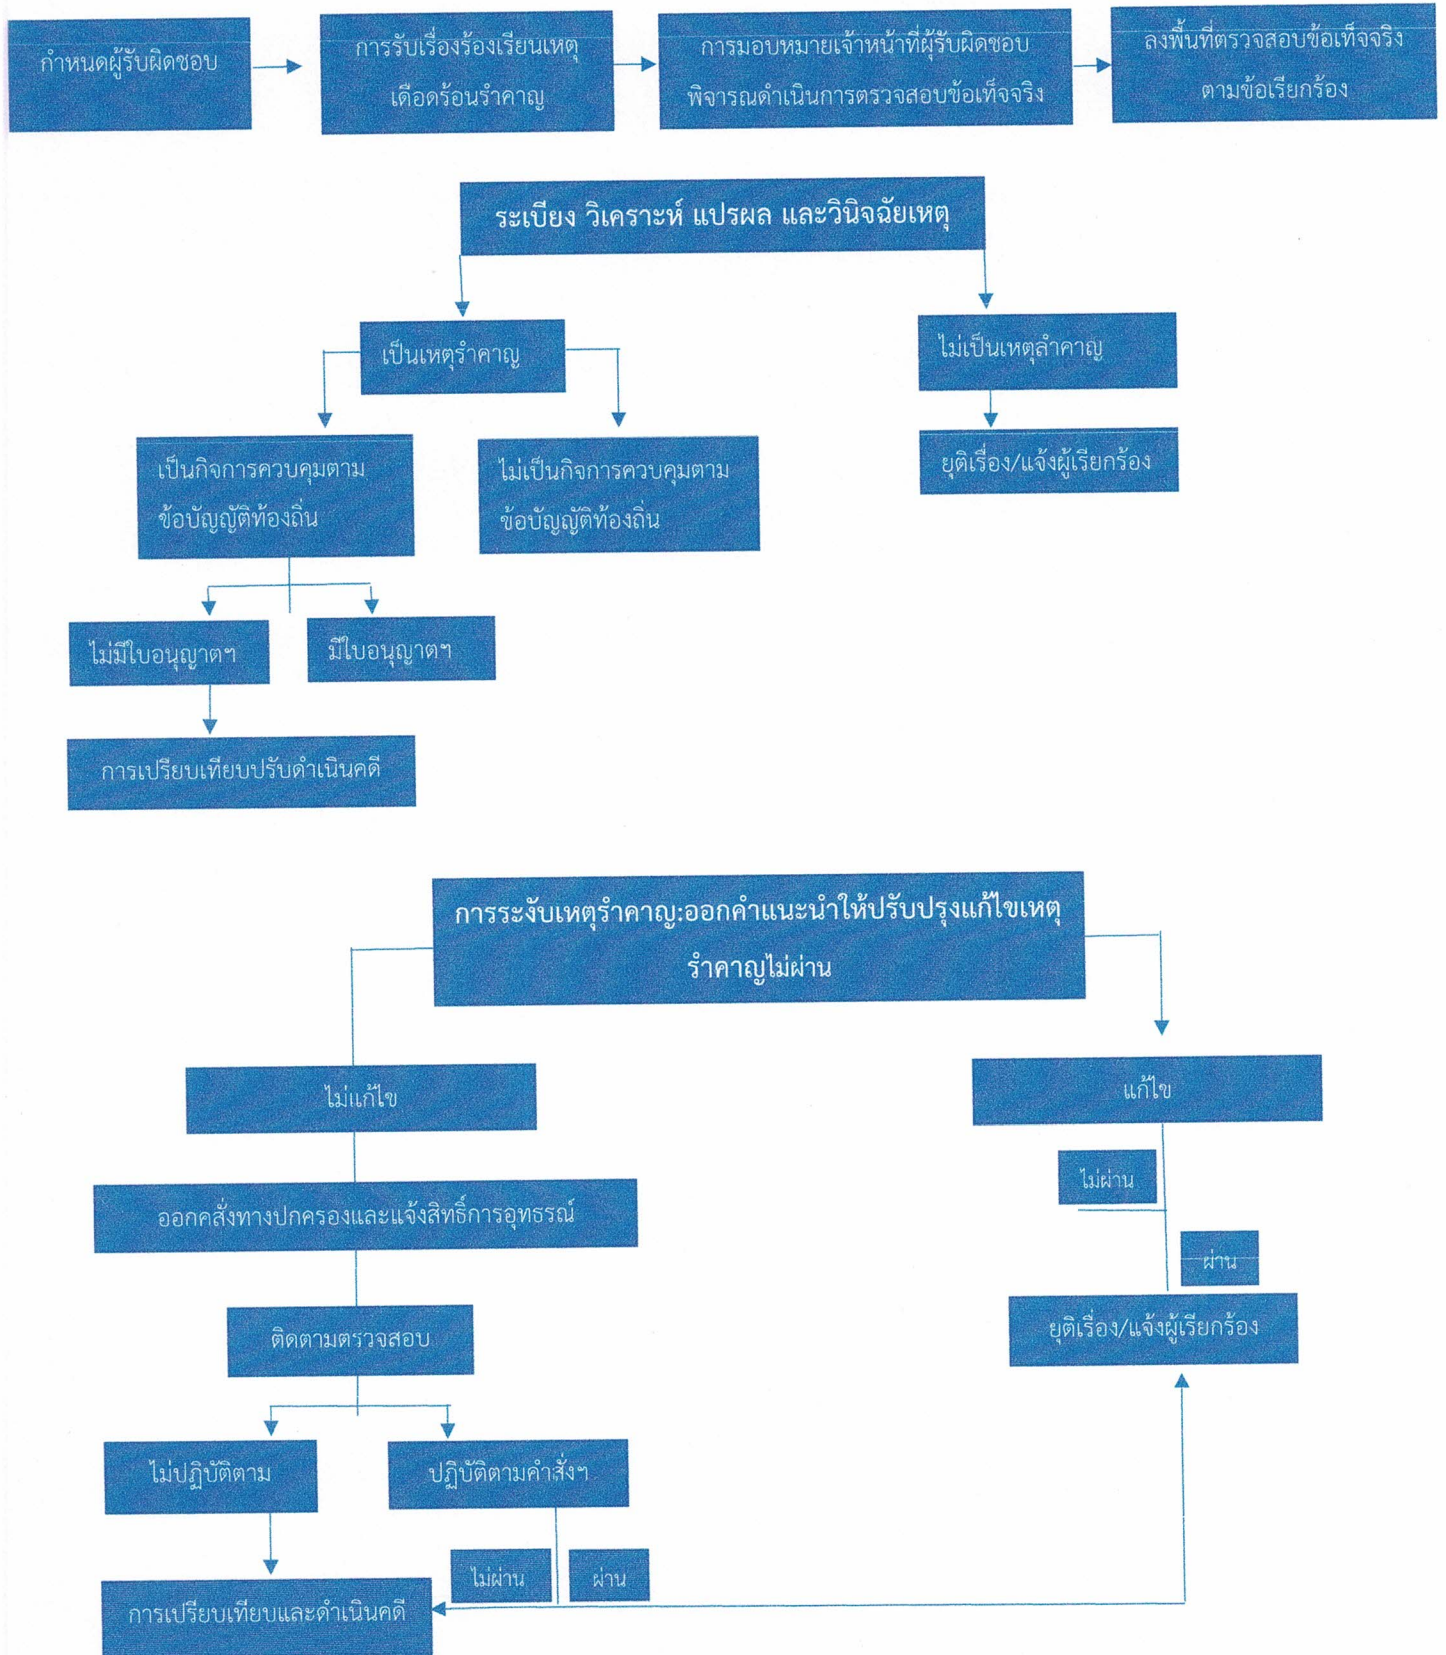 กำหนดผู้รับผิดชอบ
การรับเรื่องร้องเรียนเหตุ
เดือดร้อนรำคาญ
การมอบหมายเจ้าหน้าที่ผู้รับผิดชอบ
พิจารณดำเนินการตรวจสอบข้อเท็จจริง
ลงพื้นที่ตรวจสอบข้อเท็จจริง
ตามข้อเรียกร้อง
ระเบียง วิเคราะห์ แปรผล และวินิจฉัยเหตุ
เป็นเหตุรำคาญ
ไม่เป็นเหตุลำคาญ
เป็นกิจการควบคุมตาม
ข้อบัญญัติท้องถิ่น
ไม่เป็นกิจการควบคุมตาม
ข้อบัญญัติท้องถิ่น
ยุติเรื่อง/แจ้งผู้เรียกร้อง
ไม่มีใบอนุญาตฯ
มีใบอนุญาตฯ
การเปรียบเทียบปรับดำเนินคดี
การระงับเหตุรำคาญ:ออกคำแนะนำให้ปรับปรุงแก้ไขเหตุ
รำคาญไม่ผ่าน
ไม่แก้ไข
แก้ไข
ไม่ผ่าน
ออกคสั่งทางปกครองและแจ้งสิทธิ์การอุทธรณ์
ผ่าน
ติดตามตรวจสอบ
ยุติเรื่อง/แจ้งผู้เรียกร้อง
ไม่ปฏิบัติตาม
ปฏิบัติตามคำสั่งฯ
ไม่ผ่าน
ผ่าน
การเปรียบเทียบและดำเนินคดี